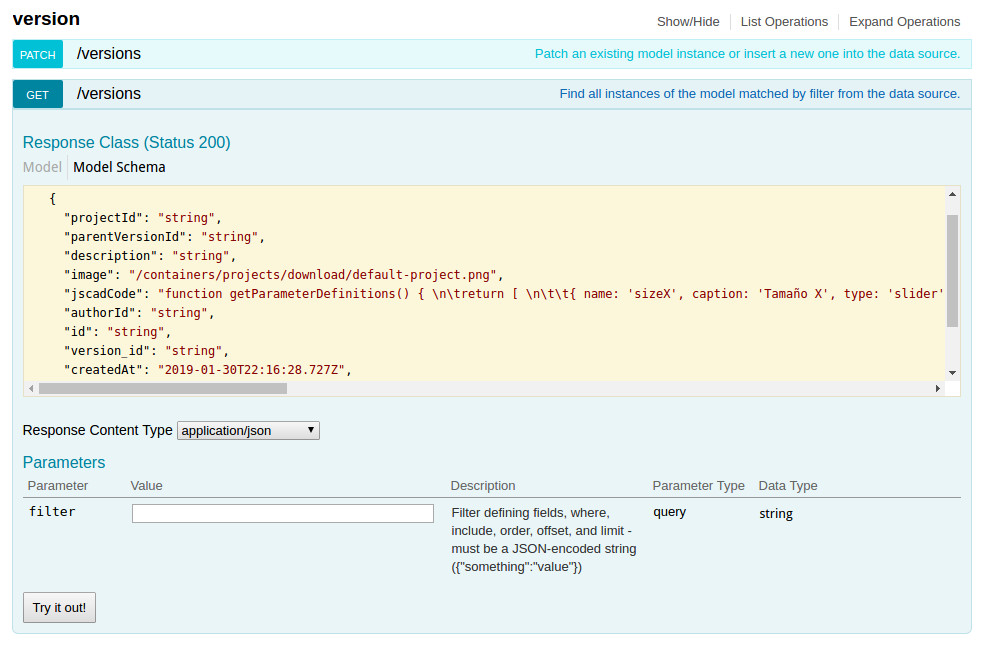 version
Show/Hide List Operations Expand Operations
PATCH /versions Patch an existing model instance or insert a new one into the data source.
GET /versions Find all instances of the model matched by filter from the data source.
Response Class (Status 200)
Model Model Schema
{
"projectId": "string",
"parentVersionId": "string",
"description": "string",
"image": "/containers/projects/download/default-project.png",
"jscadCode": "function getParameterDefinitions() { \n\treturn [ \n\t\t{ name: 'sizeX', caption: 'Tamaño X', type: 'slider'
"authorId": "string",
"id": "string",
"version_id": "string",
"createdAt": "2019-01-30T22:16:28.727Z",
Response Content Type application/json
Parameters
Parameter Value Description Parameter Type Data Type
filter Filter defining fields, where, query string
include, order, offset, and limit -
must be a JSON-encoded string
({"something":"value"})
Try it out!